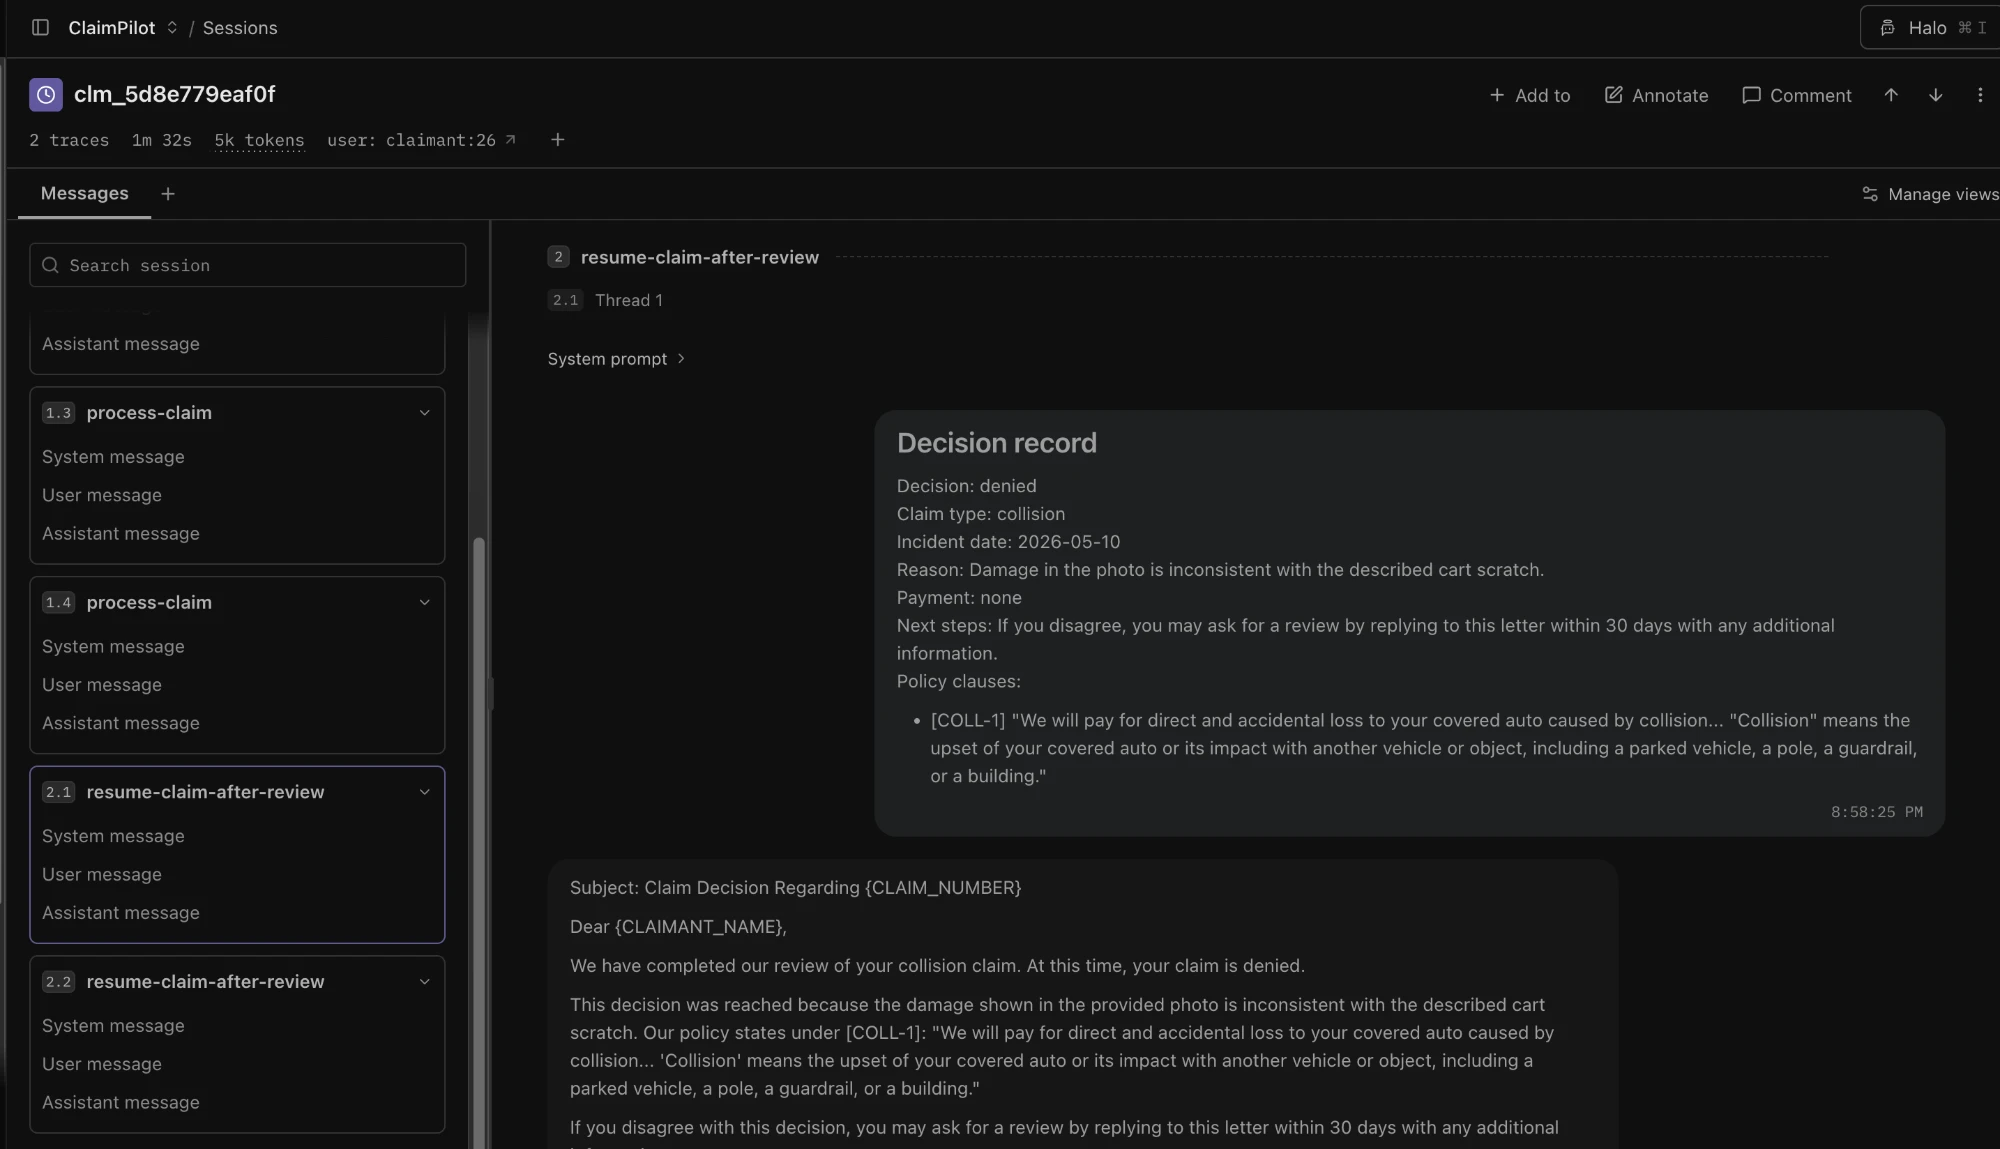 ClaimPilot / Sessions
Halo ⌘ I
clm_5d8e779eaf0f
+ Add to
Annotate
Comment
2 traces 1m 32s 5k tokens user: claimant:26 ↗ +
Messages +
Manage views
Search session
Assistant message
1.3 process-claim
System message
User message
Assistant message
1.4 process-claim
System message
User message
Assistant message
2.1 resume-claim-after-review
System message
User message
Assistant message
2.2 resume-claim-after-review
System message
User message
Assistant message
2 resume-claim-after-review
2.1 Thread 1
System prompt >
Decision record
Decision: denied
Claim type: collision
Incident date: 2026-05-10
Reason: Damage in the photo is inconsistent with the described cart scratch.
Payment: none
Next steps: If you disagree, you may ask for a review by replying to this letter within 30 days with any additional
information.
Policy clauses:
• [COLL-1] "We will pay for direct and accidental loss to your covered auto caused by collision... "Collision" means the
upset of your covered auto or its impact with another vehicle or object, including a parked vehicle, a pole, a guardrail,
or a building."
8:58:25 PM
Subject: Claim Decision Regarding {CLAIM_NUMBER}
Dear {CLAIMANT_NAME},
We have completed our review of your collision claim. At this time, your claim is denied.
This decision was reached because the damage shown in the provided photo is inconsistent with the described cart
scratch. Our policy states under [COLL-1]: "We will pay for direct and accidental loss to your covered auto caused by
collision... 'Collision' means the upset of your covered auto or its impact with another vehicle or object, including a
parked vehicle, a pole, a guardrail, or a building."
If you disagree with this decision, you may ask for a review by replying to this letter within 30 days with any additional